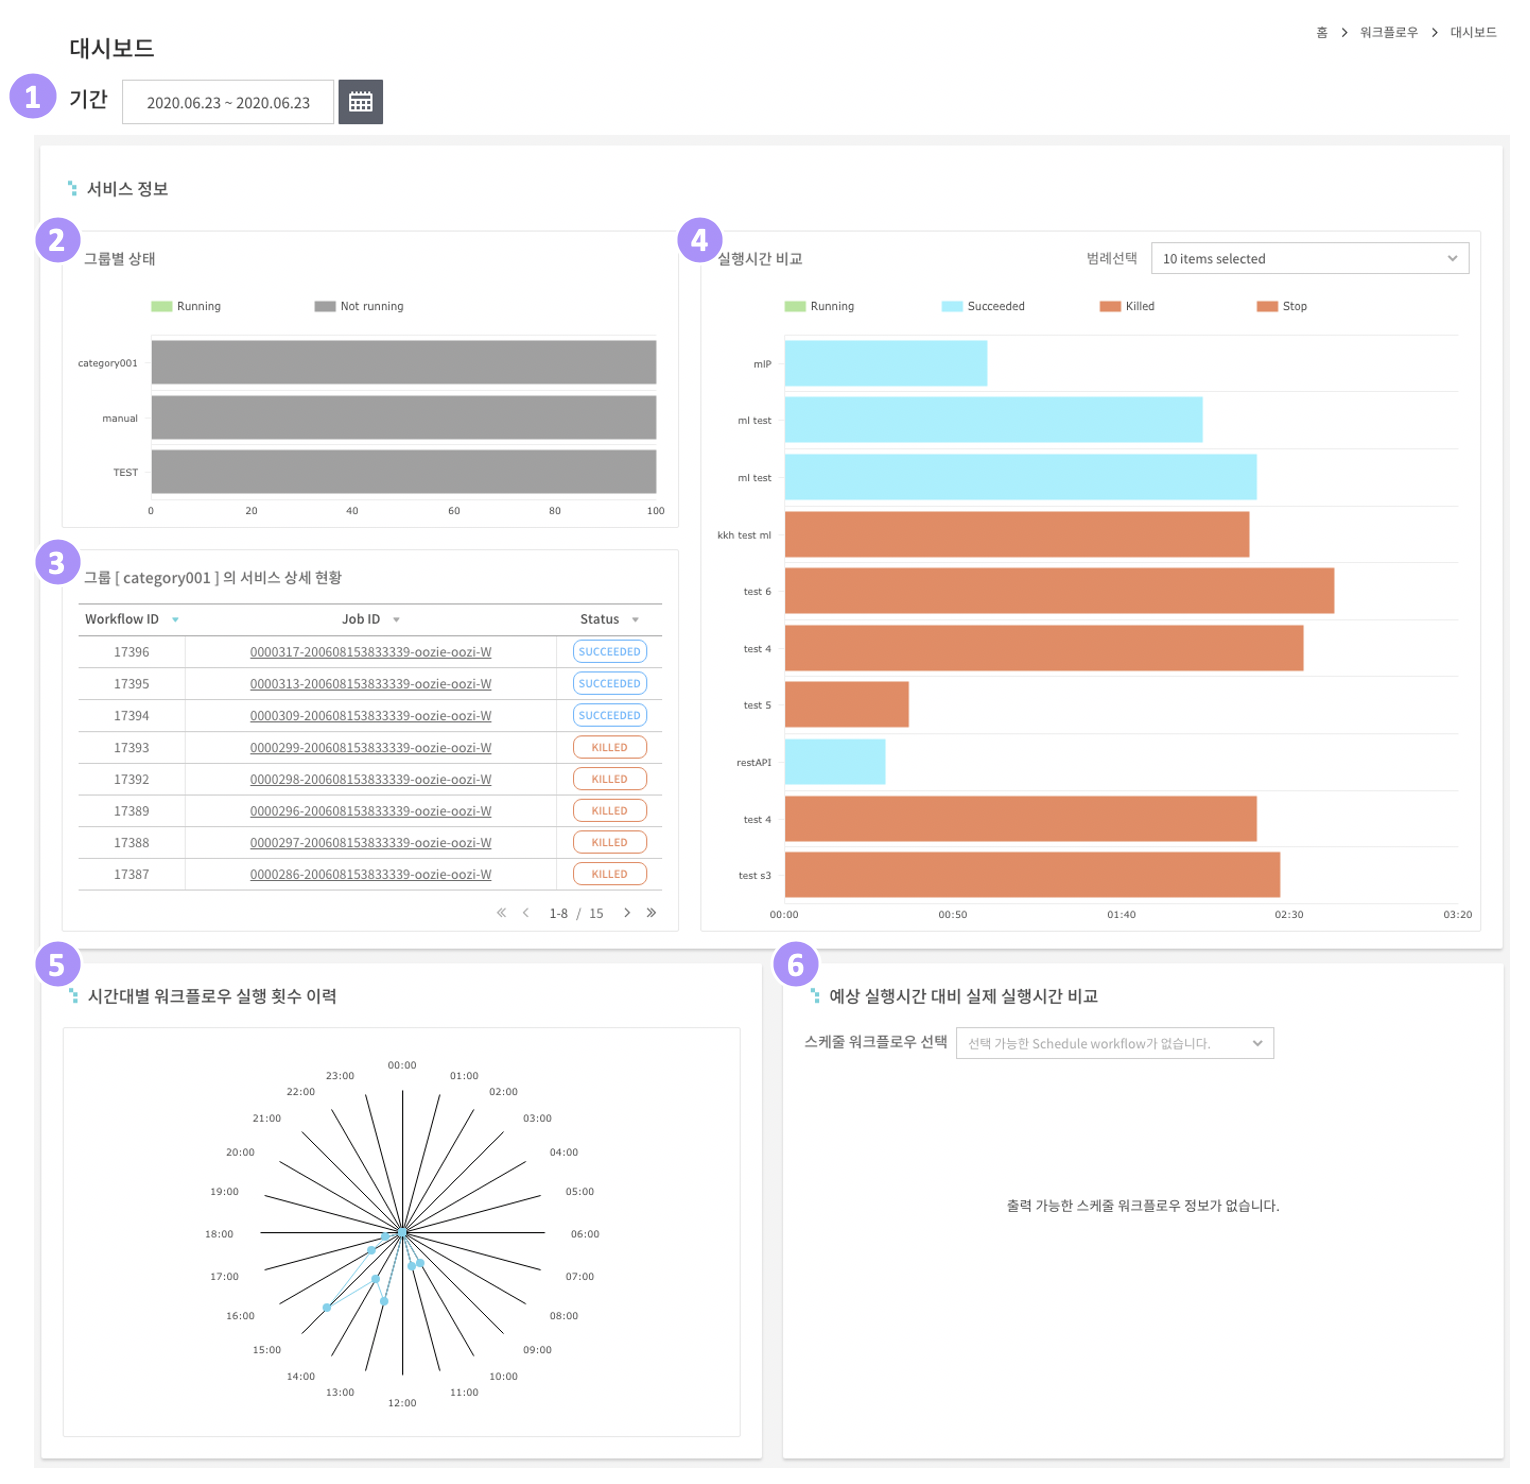 홈 > 워크플로우 > 대시보드
대시보드
1 기간 2020.06.23 ~ 2020.06.23
서비스 정보
2
그룹별 상태
Running Not running
category001
manual
TEST
0 20 40 60 80 100
3
그룹 [ category001 ] 의 서비스 상세 현황
Workflow ID Job ID Status
17396 0000317-200608153833339-oozie-oozi-W SUCCEEDED
17395 0000313-200608153833339-oozie-oozi-W SUCCEEDED
17394 0000309-200608153833339-oozie-oozi-W SUCCEEDED
17393 0000299-200608153833339-oozie-oozi-W KILLED
17392 0000298-200608153833339-oozie-oozi-W KILLED
17389 0000296-200608153833339-oozie-oozi-W KILLED
17388 0000297-200608153833339-oozie-oozi-W KILLED
17387 0000286-200608153833339-oozie-oozi-W KILLED
« < 1-8 / 15 > »
4
실행시간 비교 범례선택 10 items selected
Running Succeeded Killed Stop
mlP
ml test
ml test
kkh test ml
test 6
test 4
test 5
restAPI
test 4
test s3
00:00 00:50 01:40 02:30 03:20
5
시간대별 워크플로우 실행 횟수 이력
00:00
01:00
02:00
03:00
04:00
05:00
06:00
07:00
08:00
09:00
10:00
11:00
12:00
13:00
14:00
15:00
16:00
17:00
18:00
19:00
20:00
21:00
22:00
23:00
6
예상 실행시간 대비 실제 실행시간 비교
스케줄 워크플로우 선택 선택 가능한 Schedule workflow가 없습니다.
출력 가능한 스케줄 워크플로우 정보가 없습니다.